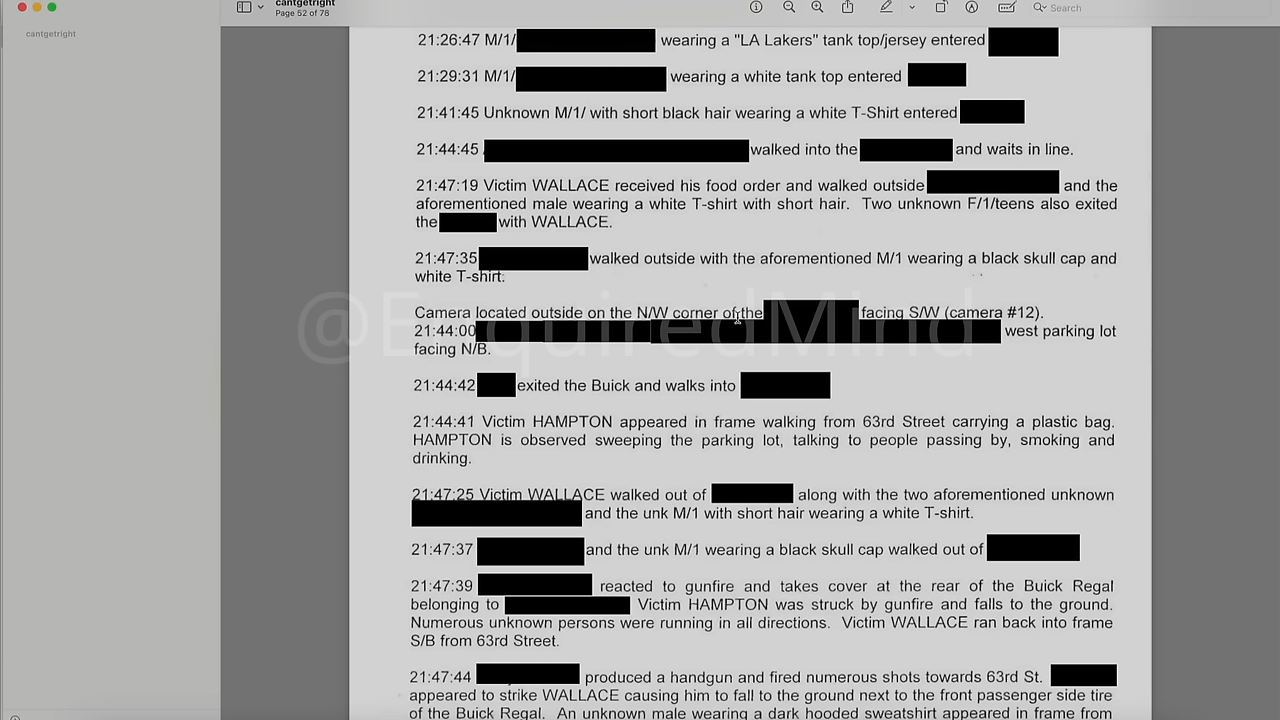 cantgetright
Page 52 of 78
Search
cantgetright
21:26:47 M/1/ wearing a "LA Lakers" tank top/jersey entered
21:29:31 M/1/ wearing a white tank top entered
21:41:45 Unknown M/1/ with short black hair wearing a white T-Shirt entered
21:44:45 walked into the and waits in line.
21:47:19 Victim WALLACE received his food order and walked outside and the
aforementioned male wearing a white T-shirt with short hair. Two unknown F/1/teens also exited
the with WALLACE.
21:47:35 walked outside with the aforementioned M/1 wearing a black skull cap and
white T-shirt.
Camera located outside on the N/W corner of the facing S/W (camera #12).
21:44:00 west parking lot
facing N/B.
@EnquiredMind
21:44:42 exited the Buick and walks into
21:44:41 Victim HAMPTON appeared in frame walking from 63rd Street carrying a plastic bag.
HAMPTON is observed sweeping the parking lot, talking to people passing by, smoking and
drinking.
21:47:25 Victim WALLACE walked out of along with the two aforementioned unknown
and the unk M/1 with short hair wearing a white T-shirt.
21:47:37 and the unk M/1 wearing a black skull cap walked out of
21:47:39 reacted to gunfire and takes cover at the rear of the Buick Regal
belonging to Victim HAMPTON was struck by gunfire and falls to the ground.
Numerous unknown persons were running in all directions. Victim WALLACE ran back into frame
S/B from 63rd Street.
21:47:44 produced a handgun and fired numerous shots towards 63rd St.
appeared to strike WALLACE causing him to fall to the ground next to the front passenger side tire
of the Buick Regal. An unknown male wearing a dark hooded sweatshirt appeared in frame from